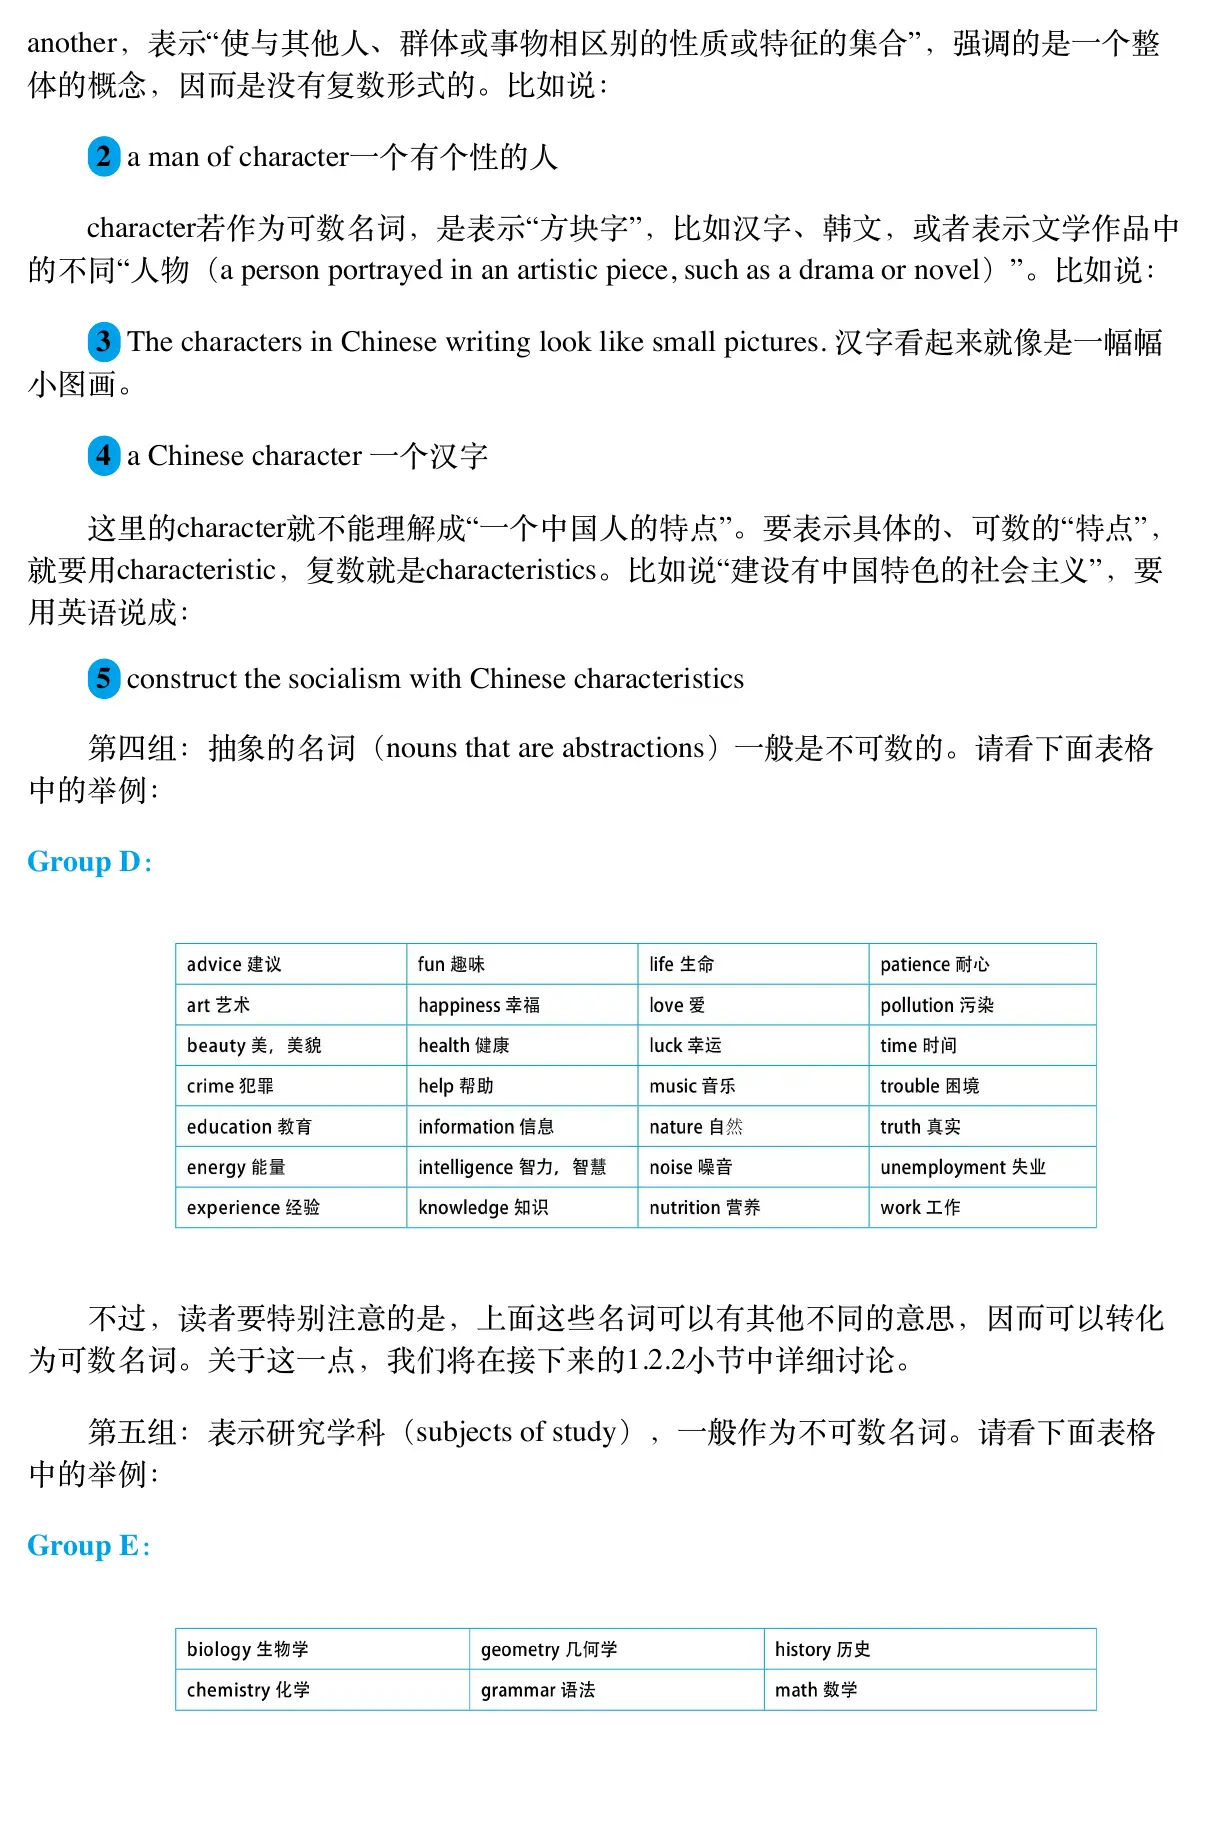 another，表示“使与其他人、群体或事物相区别的性质或特征的集合”，强调的是一个整
体的概念，因而是没有复数形式的。比如说：
2 a man of character一个有个性的人
character若作为可数名词，是表示“方块字”，比如汉字、韩文，或者表示文学作品中
的不同“人物（a person portrayed in an artistic piece, such as a drama or novel）”。比如说：
3 The characters in Chinese writing look like small pictures. 汉字看起来就像是一幅幅
小图画。
4 a Chinese character 一个汉字
这里的character就不能理解成“一个中国人的特点”。要表示具体的、可数的“特点”，
就要用characteristic，复数就是characteristics。比如说“建设有中国特色的社会主义”，要
用英语说成：
5 construct the socialism with Chinese characteristics
第四组：抽象的名词（nouns that are abstractions）一般是不可数的。请看下面表格
中的举例：
Group D：
advice 建议 fun 趣味 life 生命 patience 耐心
art 艺术 happiness 幸福 love 爱 pollution 污染
beauty 美，美貌 health 健康 luck 幸运 time 时间
crime 犯罪 help 帮助 music 音乐 trouble 困境
education 教育 information 信息 nature 自然 truth 真实
energy 能量 intelligence 智力，智慧 noise 噪音 unemployment 失业
experience 经验 knowledge 知识 nutrition 营养 work 工作
不过，读者要特别注意的是，上面这些名词可以有其他不同的意思，因而可以转化
为可数名词。关于这一点，我们将在接下来的1.2.2小节中详细讨论。
第五组：表示研究学科（subjects of study），一般作为不可数名词。请看下面表格
中的举例：
Group E：
biology 生物学 geometry 几何学 history 历史
chemistry 化学 grammar 语法 math 数学